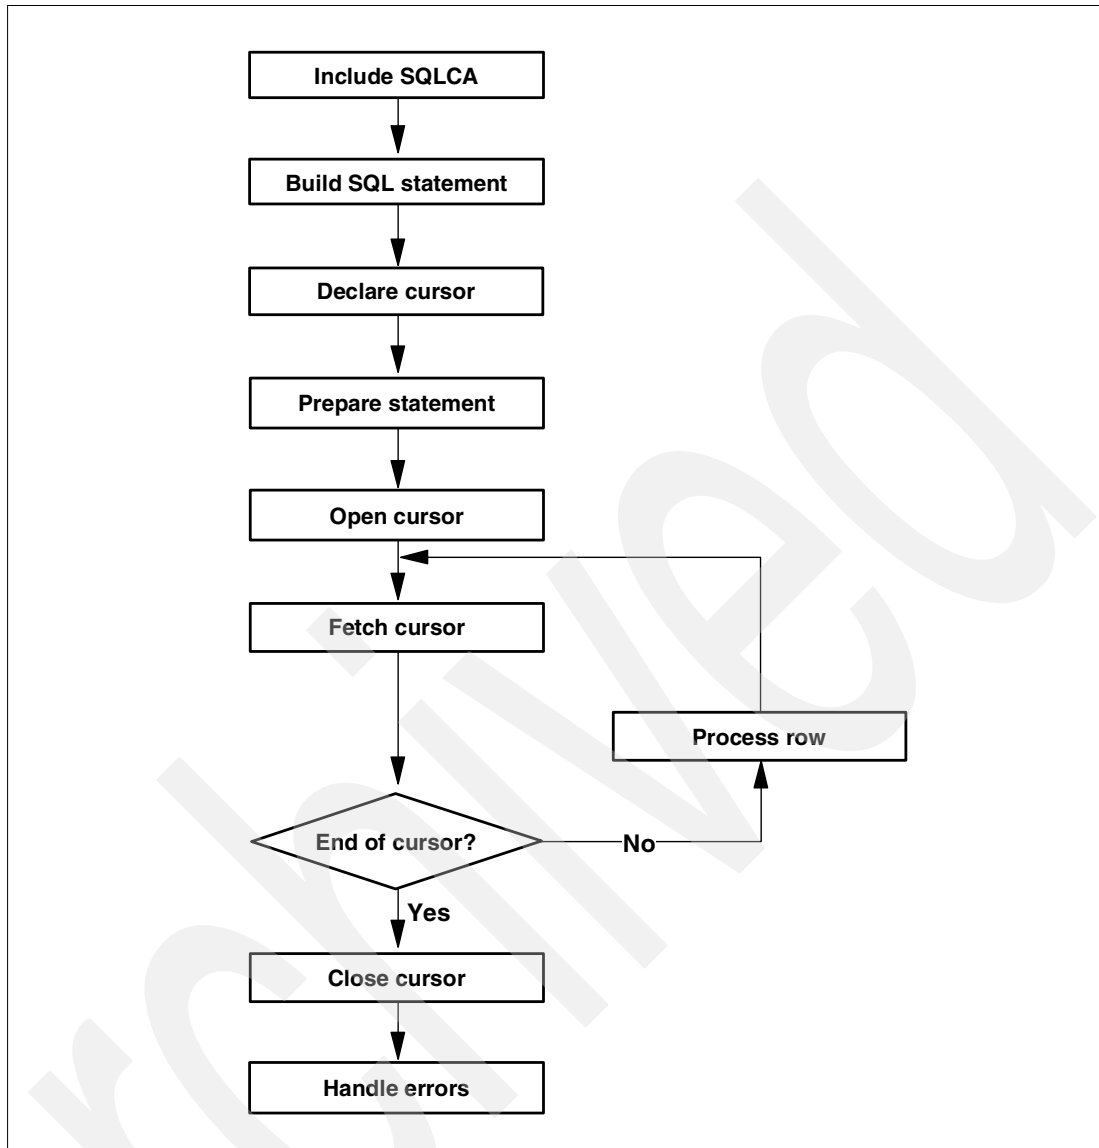 Include SQLCA
Build SQL statement
Declare cursor
Prepare statement
Open cursor
Fetch cursor
Process row
End of cursor?
No
Yes
Close cursor
Handle errors
rchived